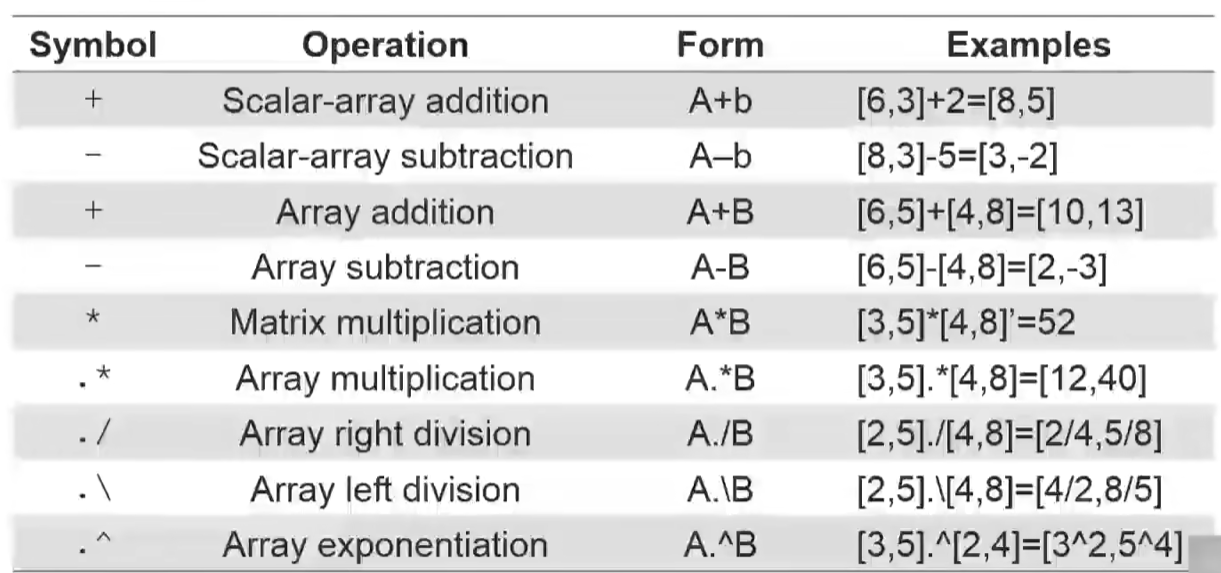 Symbol Operation Form Examples
+ Scalar-array addition A+b [6,3]+2=[8,5]
− Scalar-array subtraction A–b [8,3]-5=[3,-2]
+ Array addition A+B [6,5]+[4,8]=[10,13]
− Array subtraction A-B [6,5]-[4,8]=[2,-3]
* Matrix multiplication A*B [3,5]*[4,8]’=52
.* Array multiplication A.*B [3,5].*[4,8]=[12,40]
./ Array right division A./B [2,5]./[4,8]=[2/4,5/8]
.\ Array left division A.\B [2,5].\[4,8]=[4/2,8/5]
.^ Array exponentiation A.^B [3,5].^[2,4]=[3^2,5^4]